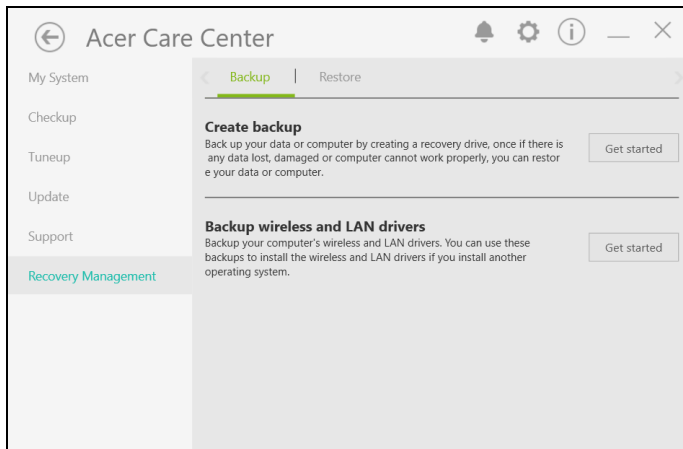 Acer Care Center
My System
Checkup
Tuneup
Update
Support
Recovery Management
Backup
Restore
Create backup
Back up your data or computer by creating a recovery drive, once if there is
any data lost, damaged or computer cannot work properly, you can restor
e your data or computer.
Get started
Backup wireless and LAN drivers
Backup your computer's wireless and LAN drivers. You can use these
backups to install the wireless and LAN drivers if you install another
operating system.
Get started